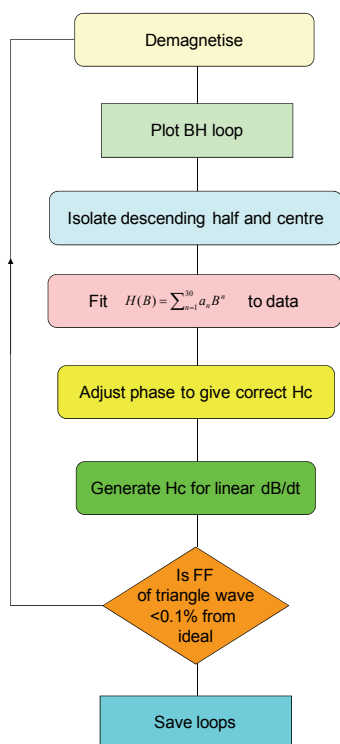 Demagnetise
Plot BH loop
Isolate descending half and centre
Fit H(B) = ∑_{n=1}^{30} a_n B^n to data
Adjust phase to give correct Hc
Generate Hc for linear dB/dt
Is FF
of triangle wave
<0.1% from
ideal
Save loops